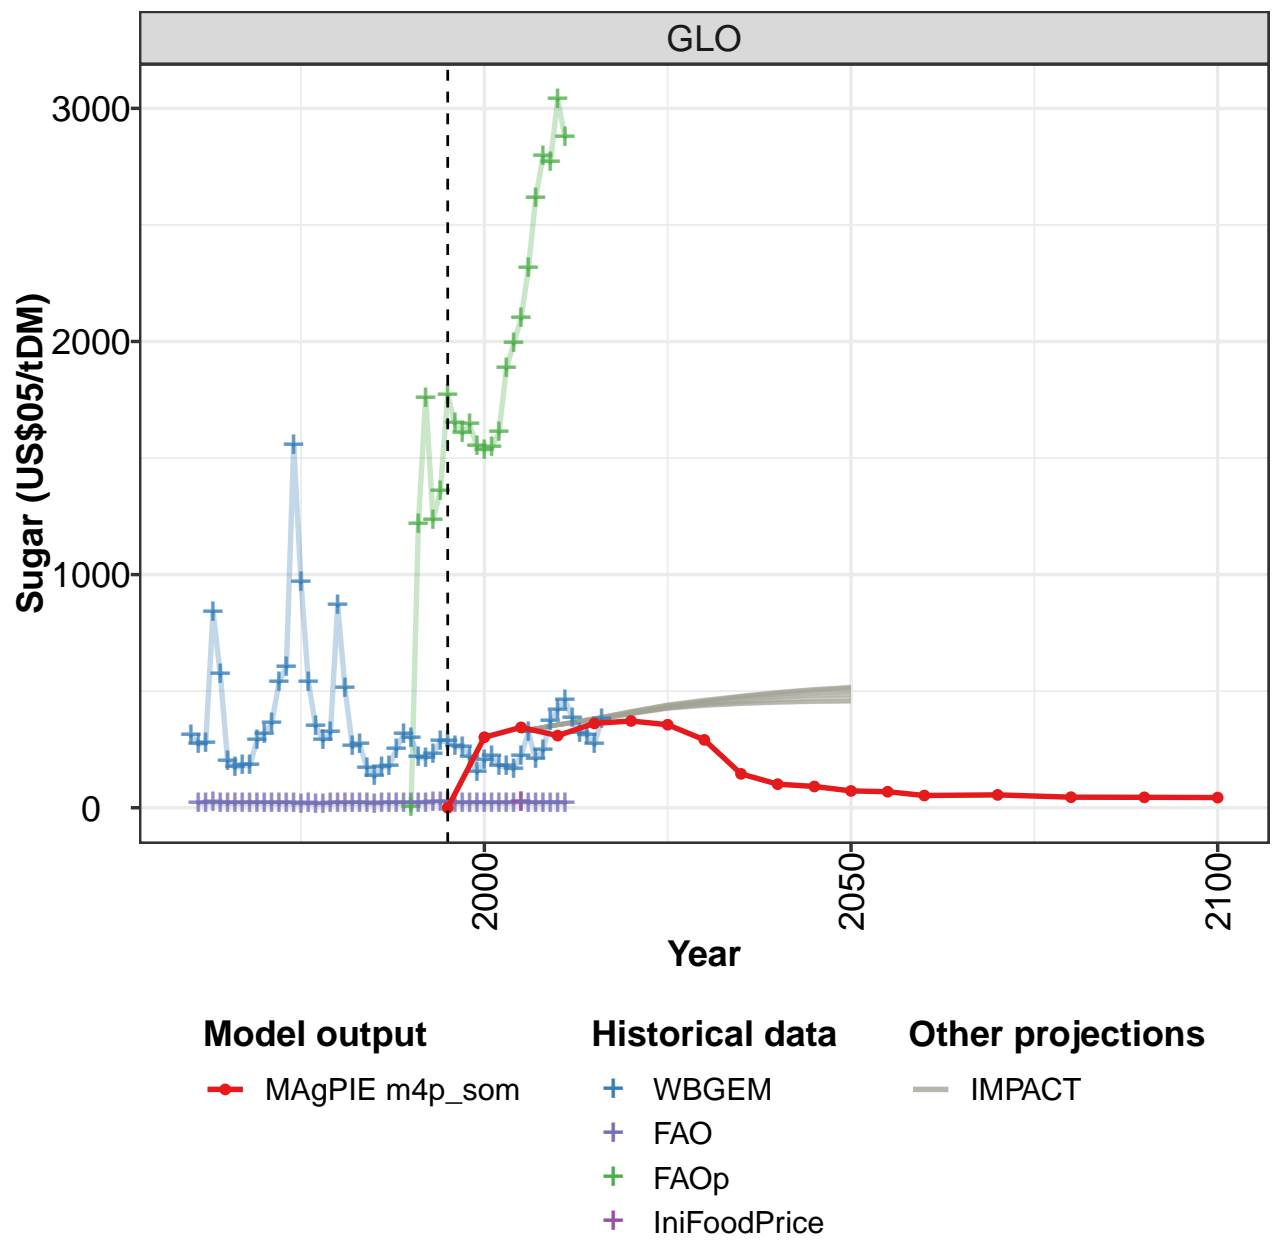 GLO
3000
2000
1000
0
Sugar (US$05/tDM)
2000
2050
2100
Year
Model output
MAgPIE m4p_som
Historical data
WBGEM
FAO
FAOp
IniFoodPrice
Other projections
IMPACT